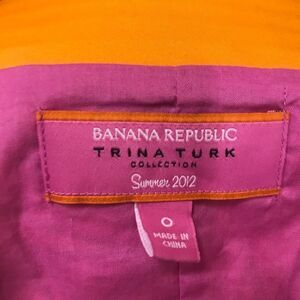 BANANA REPUBLIC
TRINA TURK
COLLECTION
Summer 2012
0
MADE IN
CHINA